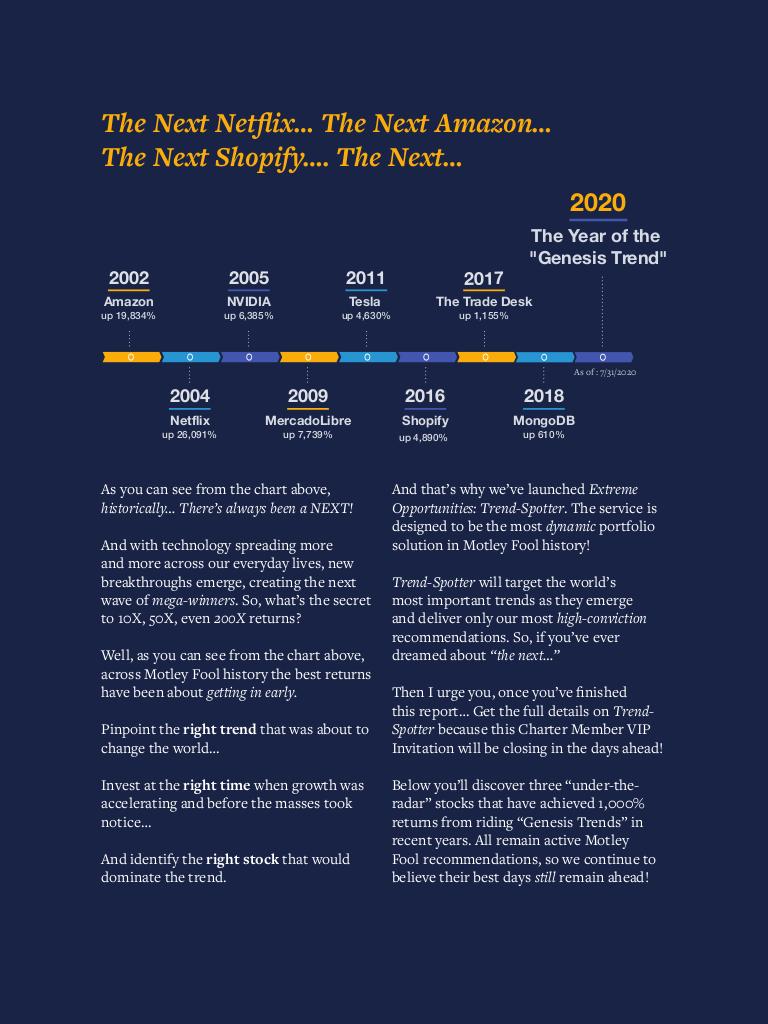 The Next Netflix... The Next Amazon...
The Next Shopify.... The Next...
2020
The Year of the
"Genesis Trend"
2002
Amazon
up 19,834%
2005
NVIDIA
up 6,385%
2011
Tesla
up 4,630%
2017
The Trade Desk
up 1,155%
As of : 7/31/2020
2004
Netflix
up 26,091%
2009
MercadoLibre
up 7,739%
2016
Shopify
up 4,890%
2018
MongoDB
up 610%
As you can see from the chart above,
historically... There’s always been a NEXT!
And with technology spreading more
and more across our everyday lives, new
breakthroughs emerge, creating the next
wave of mega-winners. So, what’s the secret
to 10X, 50X, even 200X returns?
Well, as you can see from the chart above,
across Motley Fool history the best returns
have been about getting in early.
Pinpoint the right trend that was about to
change the world...
Invest at the right time when growth was
accelerating and before the masses took
notice...
And identify the right stock that would
dominate the trend.
And that’s why we’ve launched Extreme
Opportunities: Trend-Spotter. The service is
designed to be the most dynamic portfolio
solution in Motley Fool history!
Trend-Spotter will target the world’s
most important trends as they emerge
and deliver only our most high-conviction
recommendations. So, if you’ve ever
dreamed about “the next...”
Then I urge you, once you’ve finished
this report... Get the full details on Trend-
Spotter because this Charter Member VIP
Invitation will be closing in the days ahead!
Below you’ll discover three “under-the-
radar” stocks that have achieved 1,000%
returns from riding “Genesis Trends” in
recent years. All remain active Motley
Fool recommendations, so we continue to
believe their best days still remain ahead!